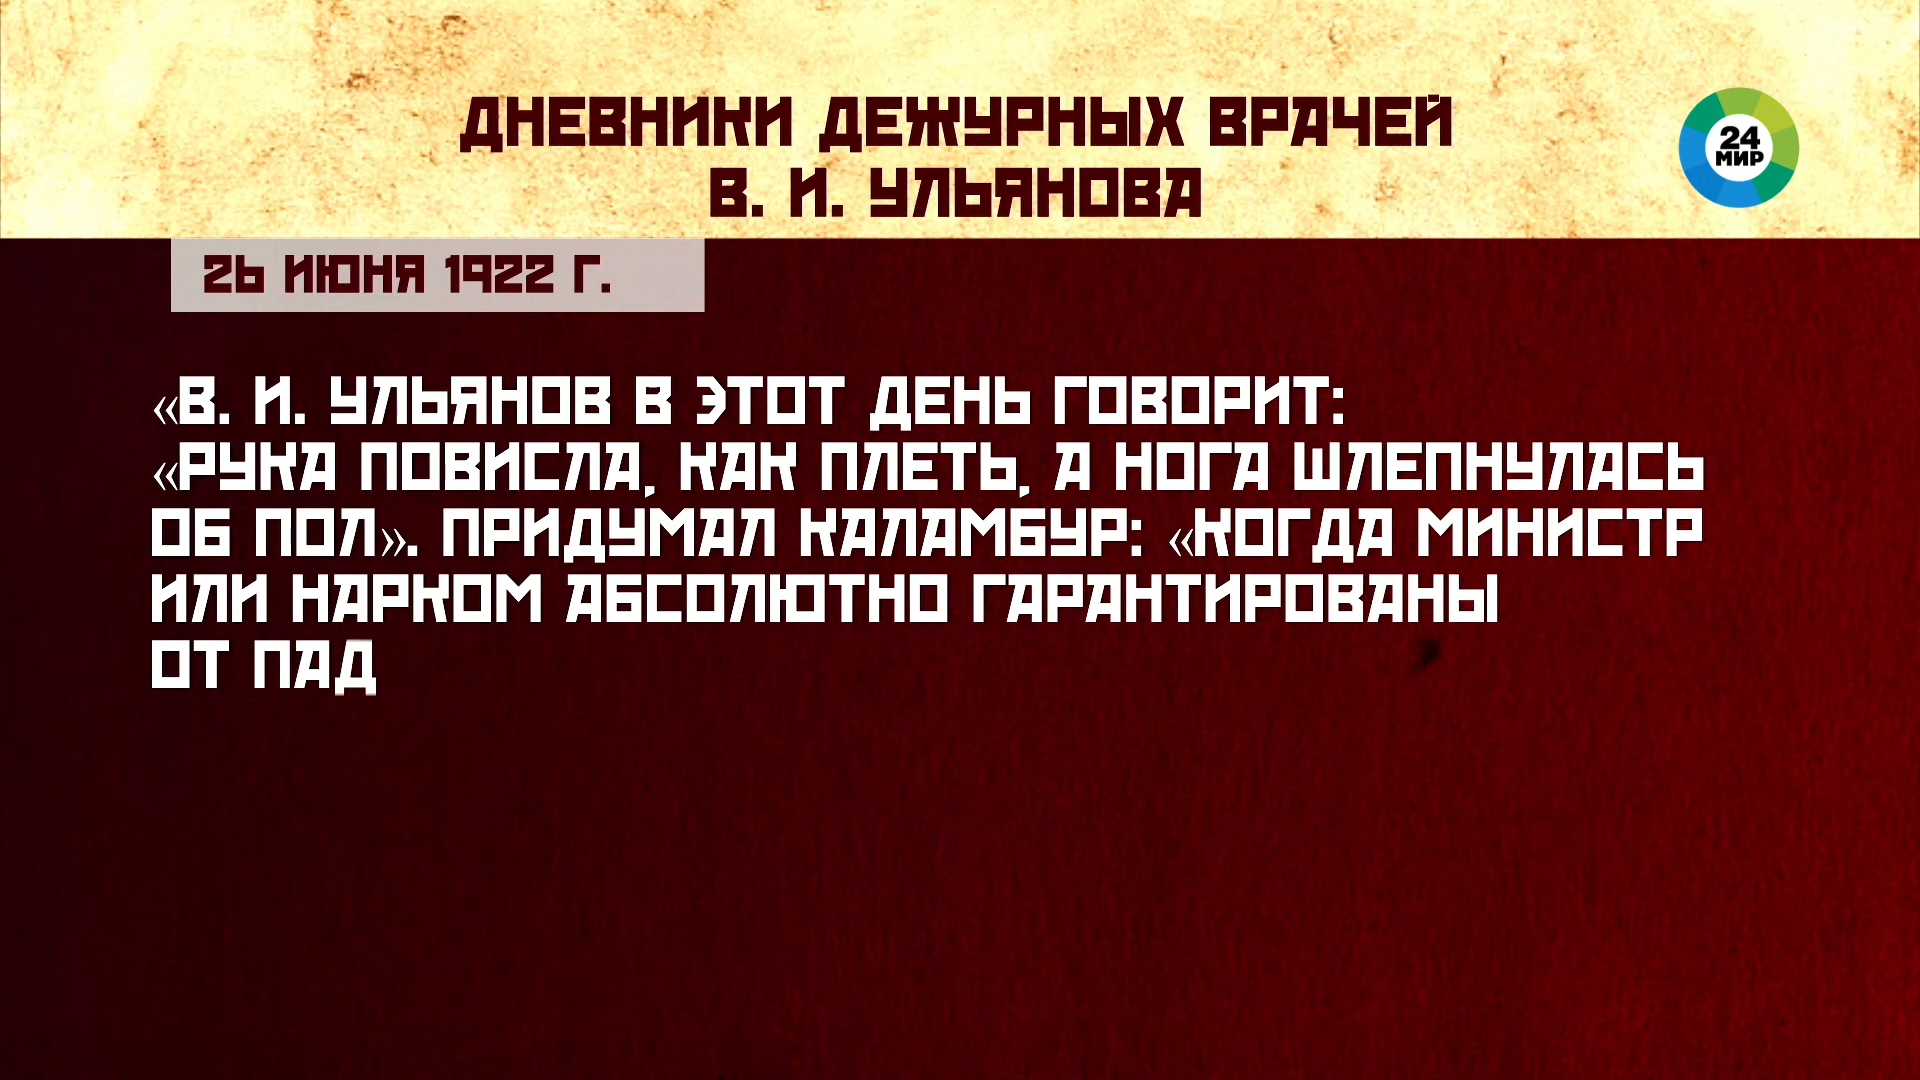 ДНЕВНИКИ ДЕЖУРНЫХ ВРАЧЕЙ
В. И. УЛЬЯНОВА
24
МИР
26 ИЮНЯ 1922 Г.
«В. И. УЛЬЯНОВ В ЭТОТ ДЕНЬ ГОВОРИТ:
«РУКА ПОВИСЛА, КАК ПЛЕТЬ, А НОГА ШЛЕПНУЛАСЬ
ОБ ПОЛ». ПРИДУМАЛ КАЛАМБУР: «КОГДА МИНИСТР
ИЛИ НАРКОМ АБСОЛЮТНО ГАРАНТИРОВАНЫ
ОТ ПАД